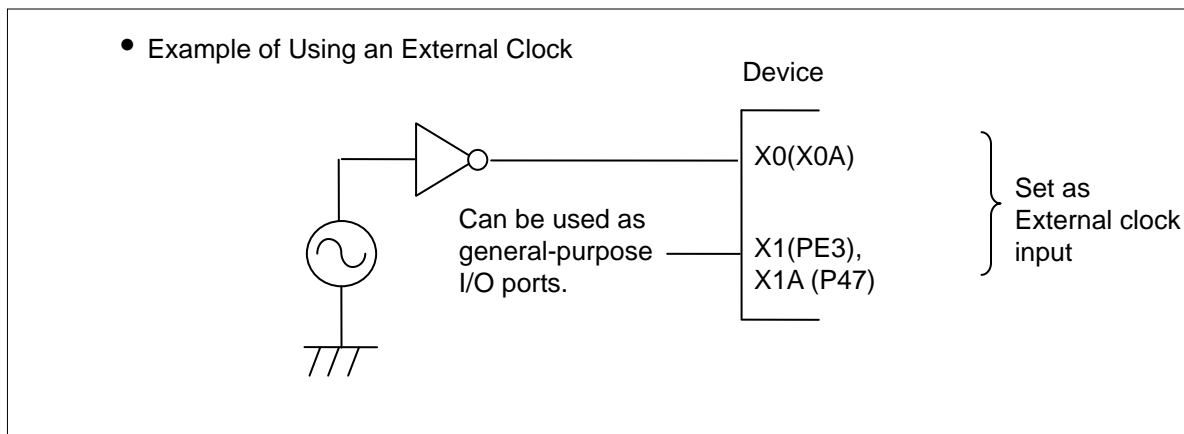 • Example of Using an External Clock
Device
X0(X0A)
Can be used as
general-purpose
I/O ports.
X1(PE3),
X1A (P47)
Set as
External clock
input